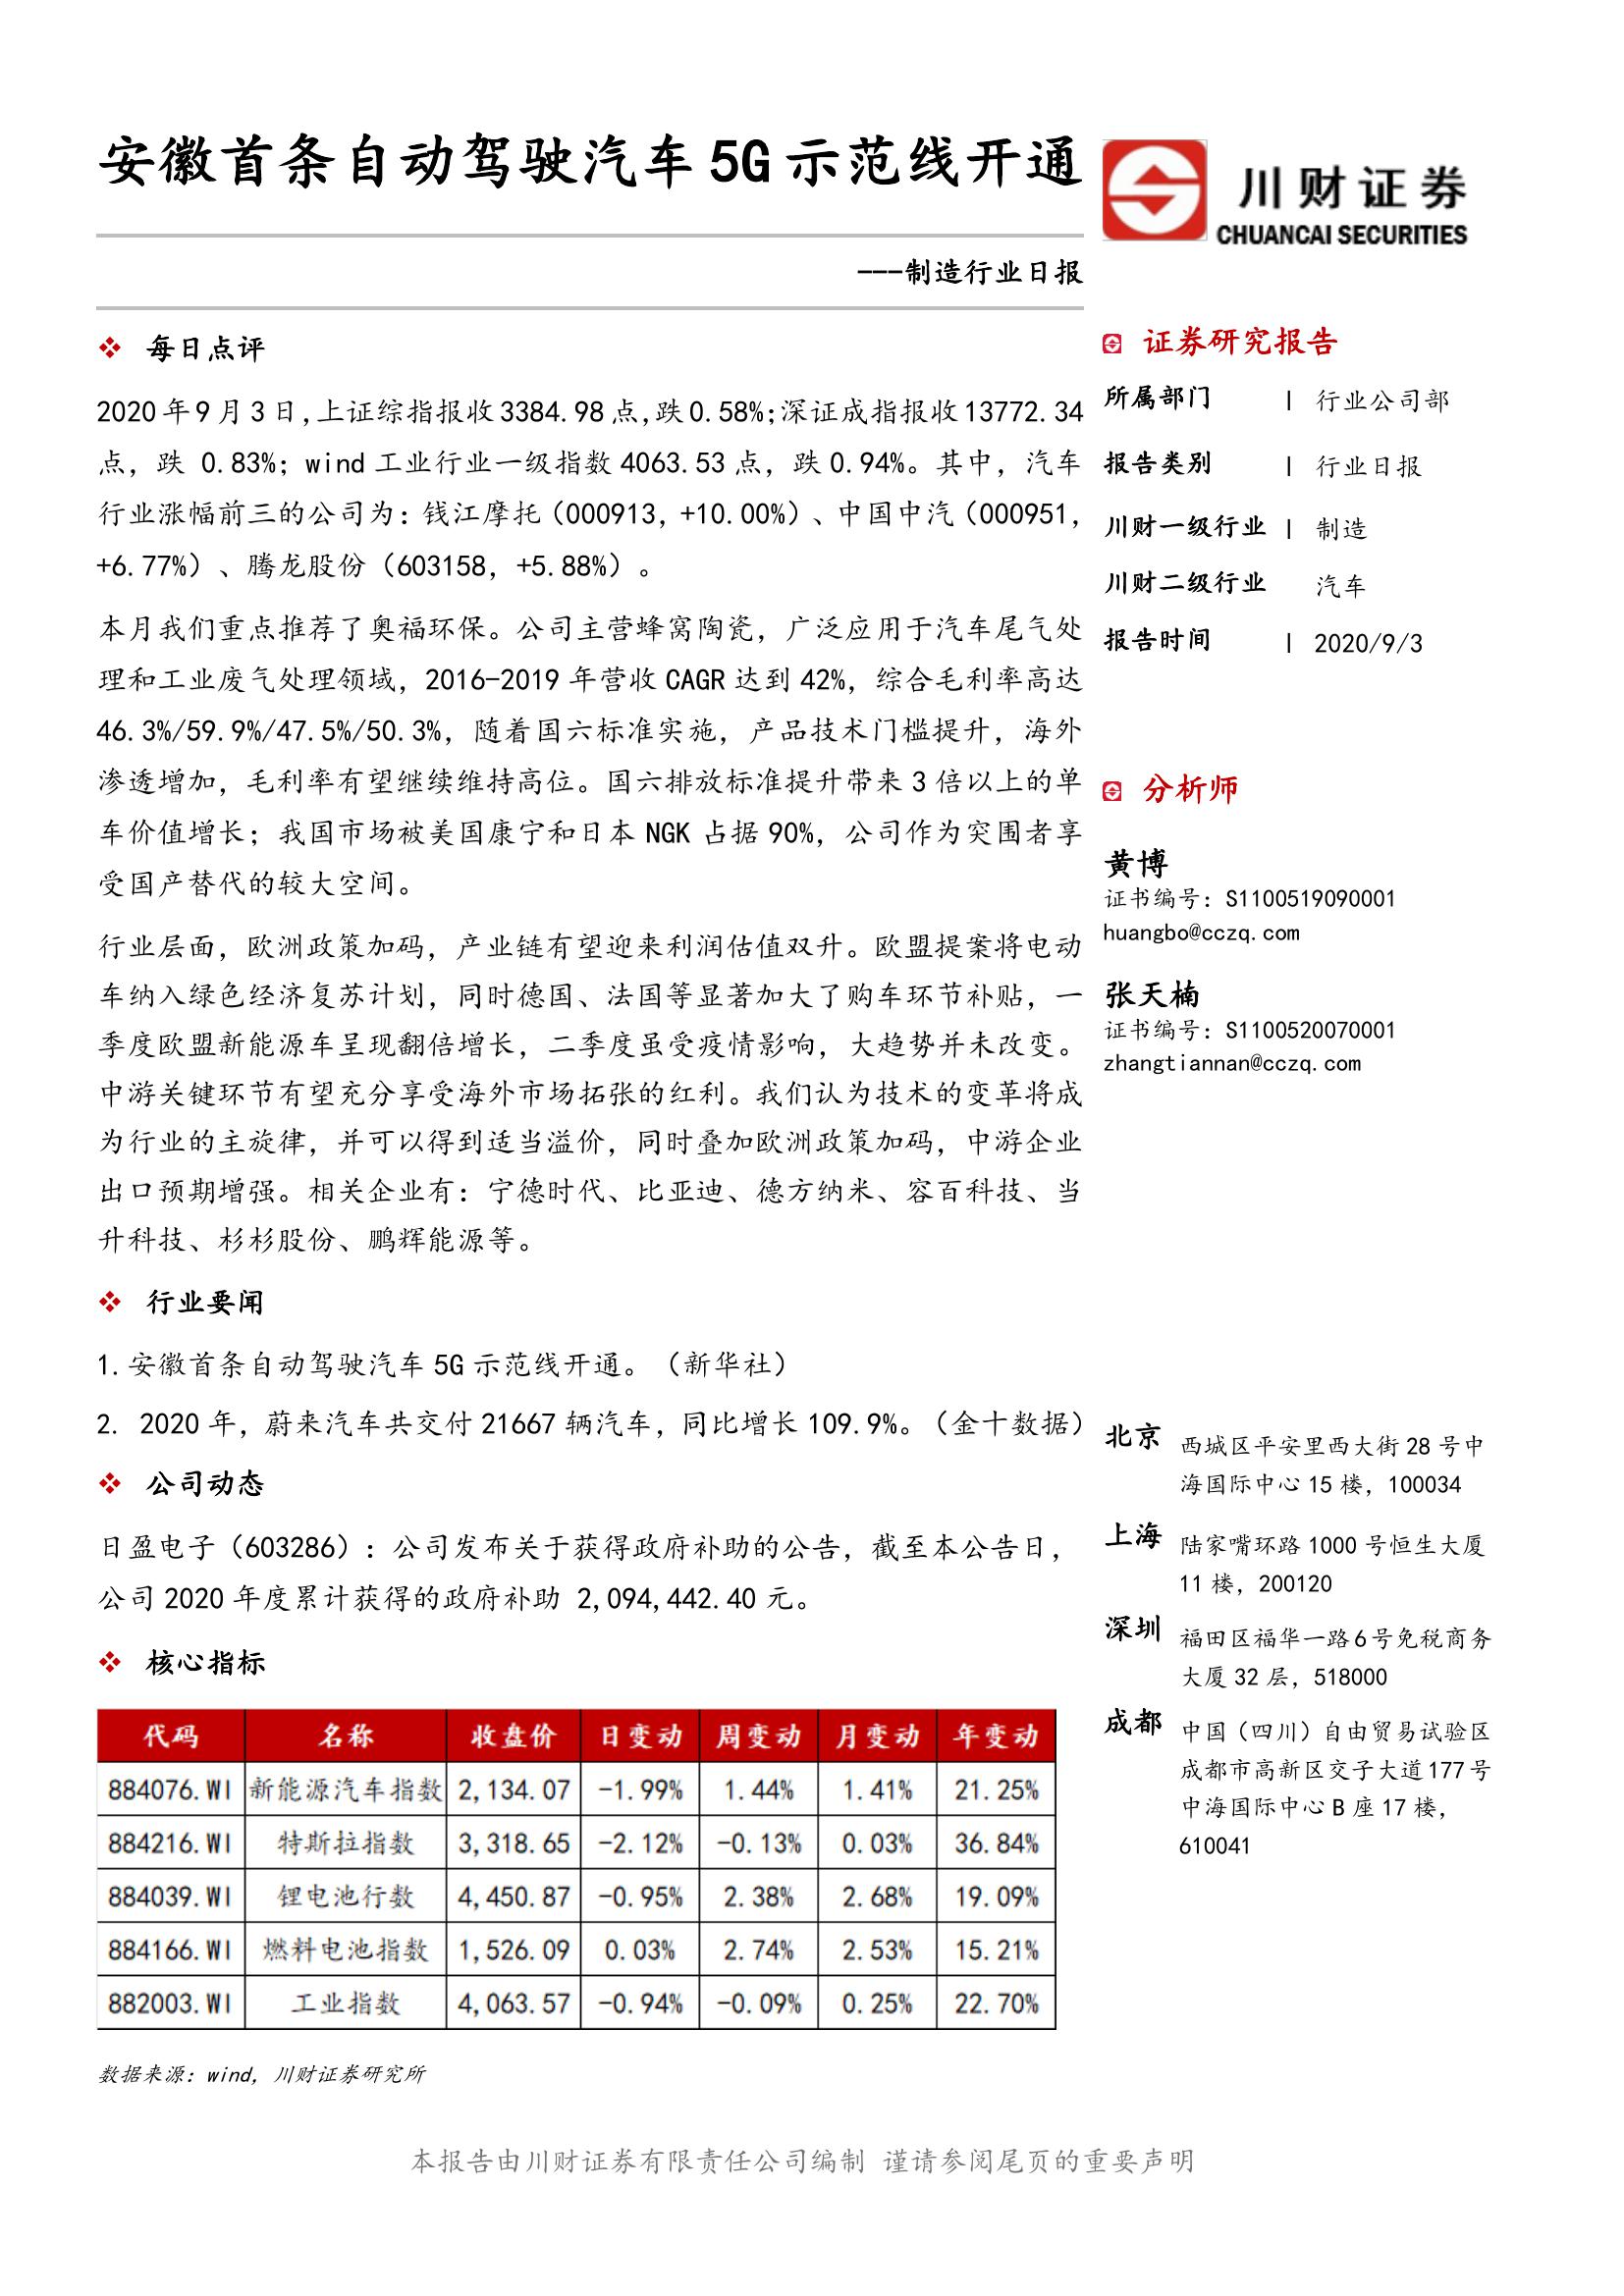 安徽首条自动驾驶汽车5G示范线开通
川财证券
CHUANCAI SECURITIES
---制造行业日报
❖ 每日点评
2020年9月3日,上证综指报收3384.98点,跌0.58%;深证成指报收13772.34
点，跌 0.83%；wind工业行业一级指数4063.53点，跌0.94%。其中，汽车
行业涨幅前三的公司为：钱江摩托（000913，+10.00%）、中国中汽（000951，
+6.77%）、腾龙股份（603158，+5.88%）。
本月我们重点推荐了奥福环保。公司主营蜂窝陶瓷，广泛应用于汽车尾气处
理和工业废气处理领域，2016-2019年营收CAGR达到42%，综合毛利率高达
46.3%/59.9%/47.5%/50.3%，随着国六标准实施，产品技术门槛提升，海外
渗透增加，毛利率有望继续维持高位。国六排放标准提升带来3倍以上的单
车价值增长；我国市场被美国康宁和日本NGK占据90%，公司作为突围者享
受国产替代的较大空间。
行业层面，欧洲政策加码，产业链有望迎来利润估值双升。欧盟提案将电动
车纳入绿色经济复苏计划，同时德国、法国等显著加大了购车环节补贴，一
季度欧盟新能源车呈现翻倍增长，二季度虽受疫情影响，大趋势并未改变。
中游关键环节有望充分享受海外市场拓张的红利。我们认为技术的变革将成
为行业的主旋律，并可以得到适当溢价，同时叠加欧洲政策加码，中游企业
出口预期增强。相关企业有：宁德时代、比亚迪、德方纳米、容百科技、当
升科技、杉杉股份、鹏辉能源等。
❖ 行业要闻
1.安徽首条自动驾驶汽车5G示范线开通。（新华社）
2. 2020年，蔚来汽车共交付21667辆汽车，同比增长109.9%。（金十数据）
❖ 公司动态
日盈电子（603286）：公司发布关于获得政府补助的公告，截至本公告日，
公司2020年度累计获得的政府补助 2,094,442.40元。
❖ 核心指标
代码 名称 收盘价 日变动 周变动 月变动 年变动
884076.WI 新能源汽车指数 2,134.07 -1.99% 1.44% 1.41% 21.25%
884216.WI 特斯拉指数 3,318.65 -2.12% -0.13% 0.03% 36.84%
884039.WI 锂电池行数 4,450.87 -0.95% 2.38% 2.68% 19.09%
884166.WI 燃料电池指数 1,526.09 0.03% 2.74% 2.53% 15.21%
882003.WI 工业指数 4,063.57 -0.94% -0.09% 0.25% 22.70%
数据来源：wind，川财证券研究所
证券研究报告
所属部门 | 行业公司部
报告类别 | 行业日报
川财一级行业 | 制造
川财二级行业 汽车
报告时间 | 2020/9/3
分析师
黄博
证书编号：S1100519090001
huangbo@cczq.com
张天楠
证书编号：S1100520070001
zhangtiannan@cczq.com
北京 西城区平安里西大街28号中
海国际中心15楼，100034
上海 陆家嘴环路1000号恒生大厦
11楼，200120
深圳 福田区福华一路6号免税商务
大厦32层，518000
成都 中国（四川）自由贸易试验区
成都市高新区交子大道177号
中海国际中心B座17楼，
610041
本报告由川财证券有限责任公司编制 谨请参阅尾页的重要声明